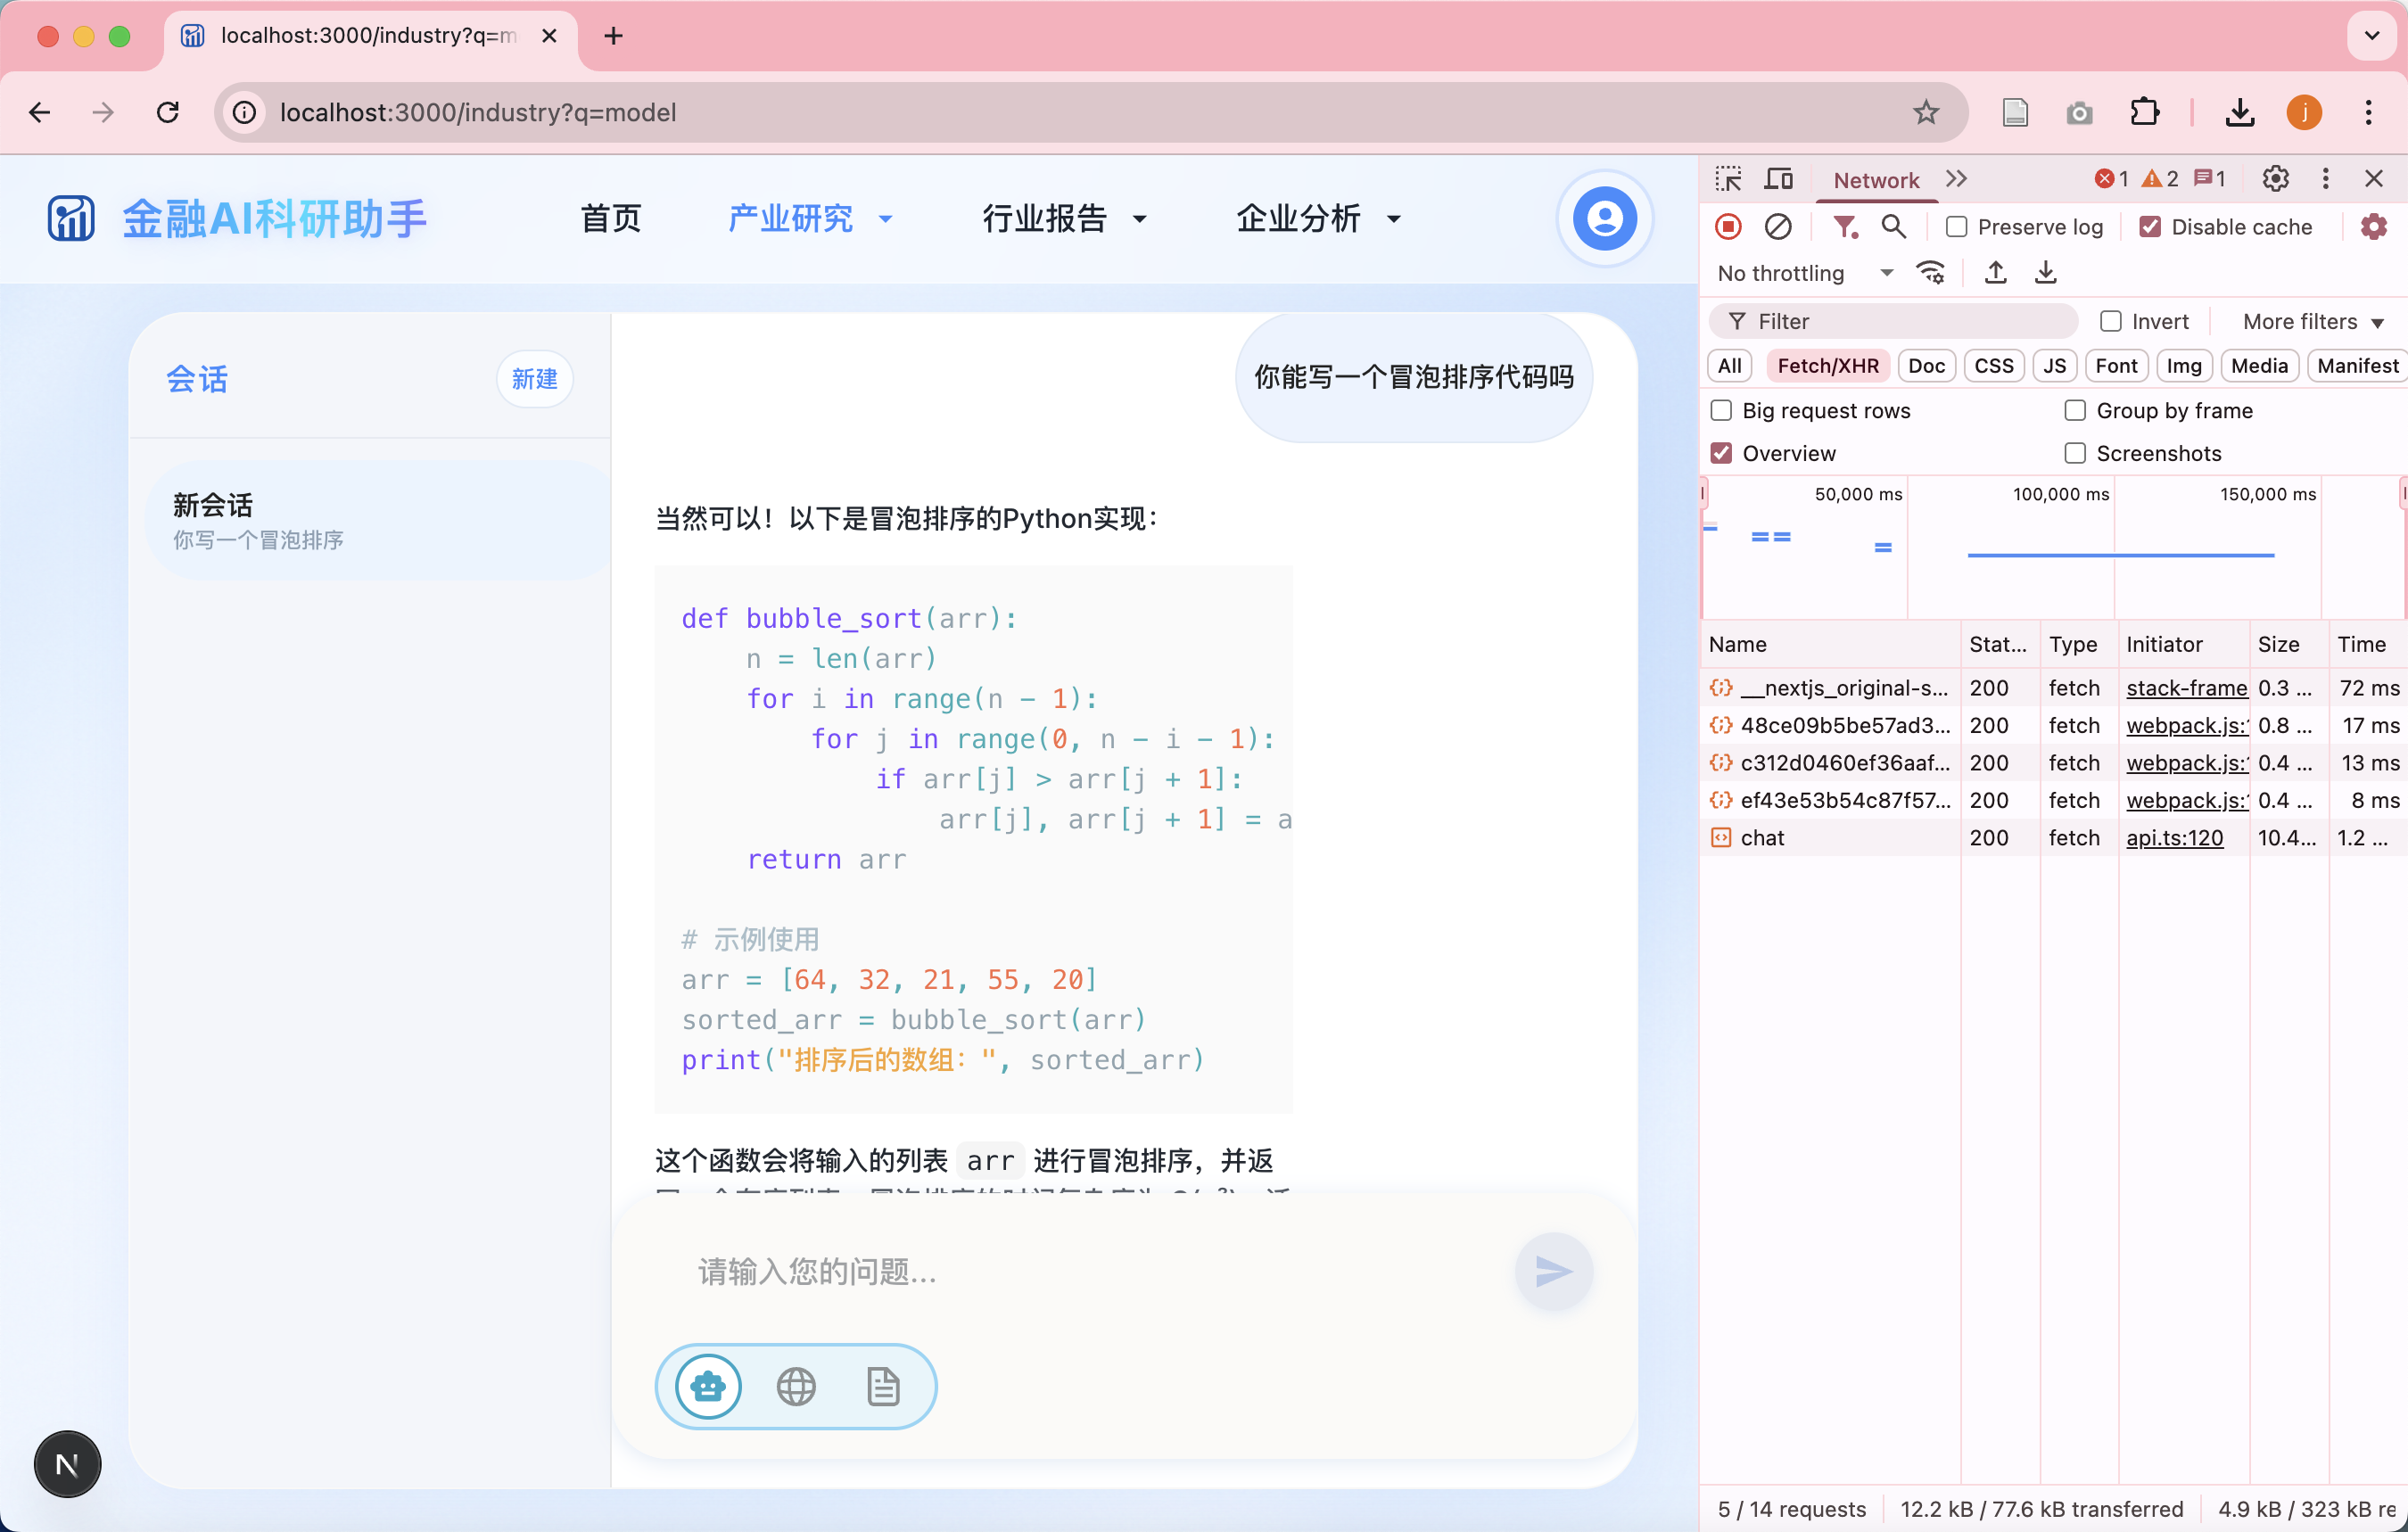 localhost:3000/industry?q=m
localhost:3000/industry?q=model
金融AI科研助手
首页
产业研究
行业报告
企业分析
会话
新建
新会话
你写一个冒泡排序
你能写一个冒泡排序代码吗
当然可以！以下是冒泡排序的Python实现：
def bubble_sort(arr):
    n = len(arr)
    for i in range(n - 1):
        for j in range(0, n - i - 1):
            if arr[j] > arr[j + 1]:
                arr[j], arr[j + 1] = a
    return arr
# 示例使用
arr = [64, 32, 21, 55, 20]
sorted_arr = bubble_sort(arr)
print("排序后的数组：", sorted_arr)
这个函数会将输入的列表 arr 进行冒泡排序，并返
请输入您的问题...
N
j
Network
1 2 1
Preserve log
Disable cache
No throttling
Filter
Invert
More filters
All Fetch/XHR Doc CSS JS Font Img Media Manifest
Big request rows
Group by frame
Overview
Screenshots
50,000 ms 100,000 ms 150,000 ms
Name Stat... Type Initiator Size Time
__nextjs_original-s... 200 fetch stack-frame 0.3 ... 72 ms
48ce09b5be57ad3... 200 fetch webpack.js: 0.8 ... 17 ms
c312d0460ef36aaf... 200 fetch webpack.js: 0.4 ... 13 ms
ef43e53b54c87f57... 200 fetch webpack.js: 0.4 ... 8 ms
chat 200 fetch api.ts:120 10.4... 1.2 ...
5 / 14 requests 12.2 kB / 77.6 kB transferred 4.9 kB / 323 kB re